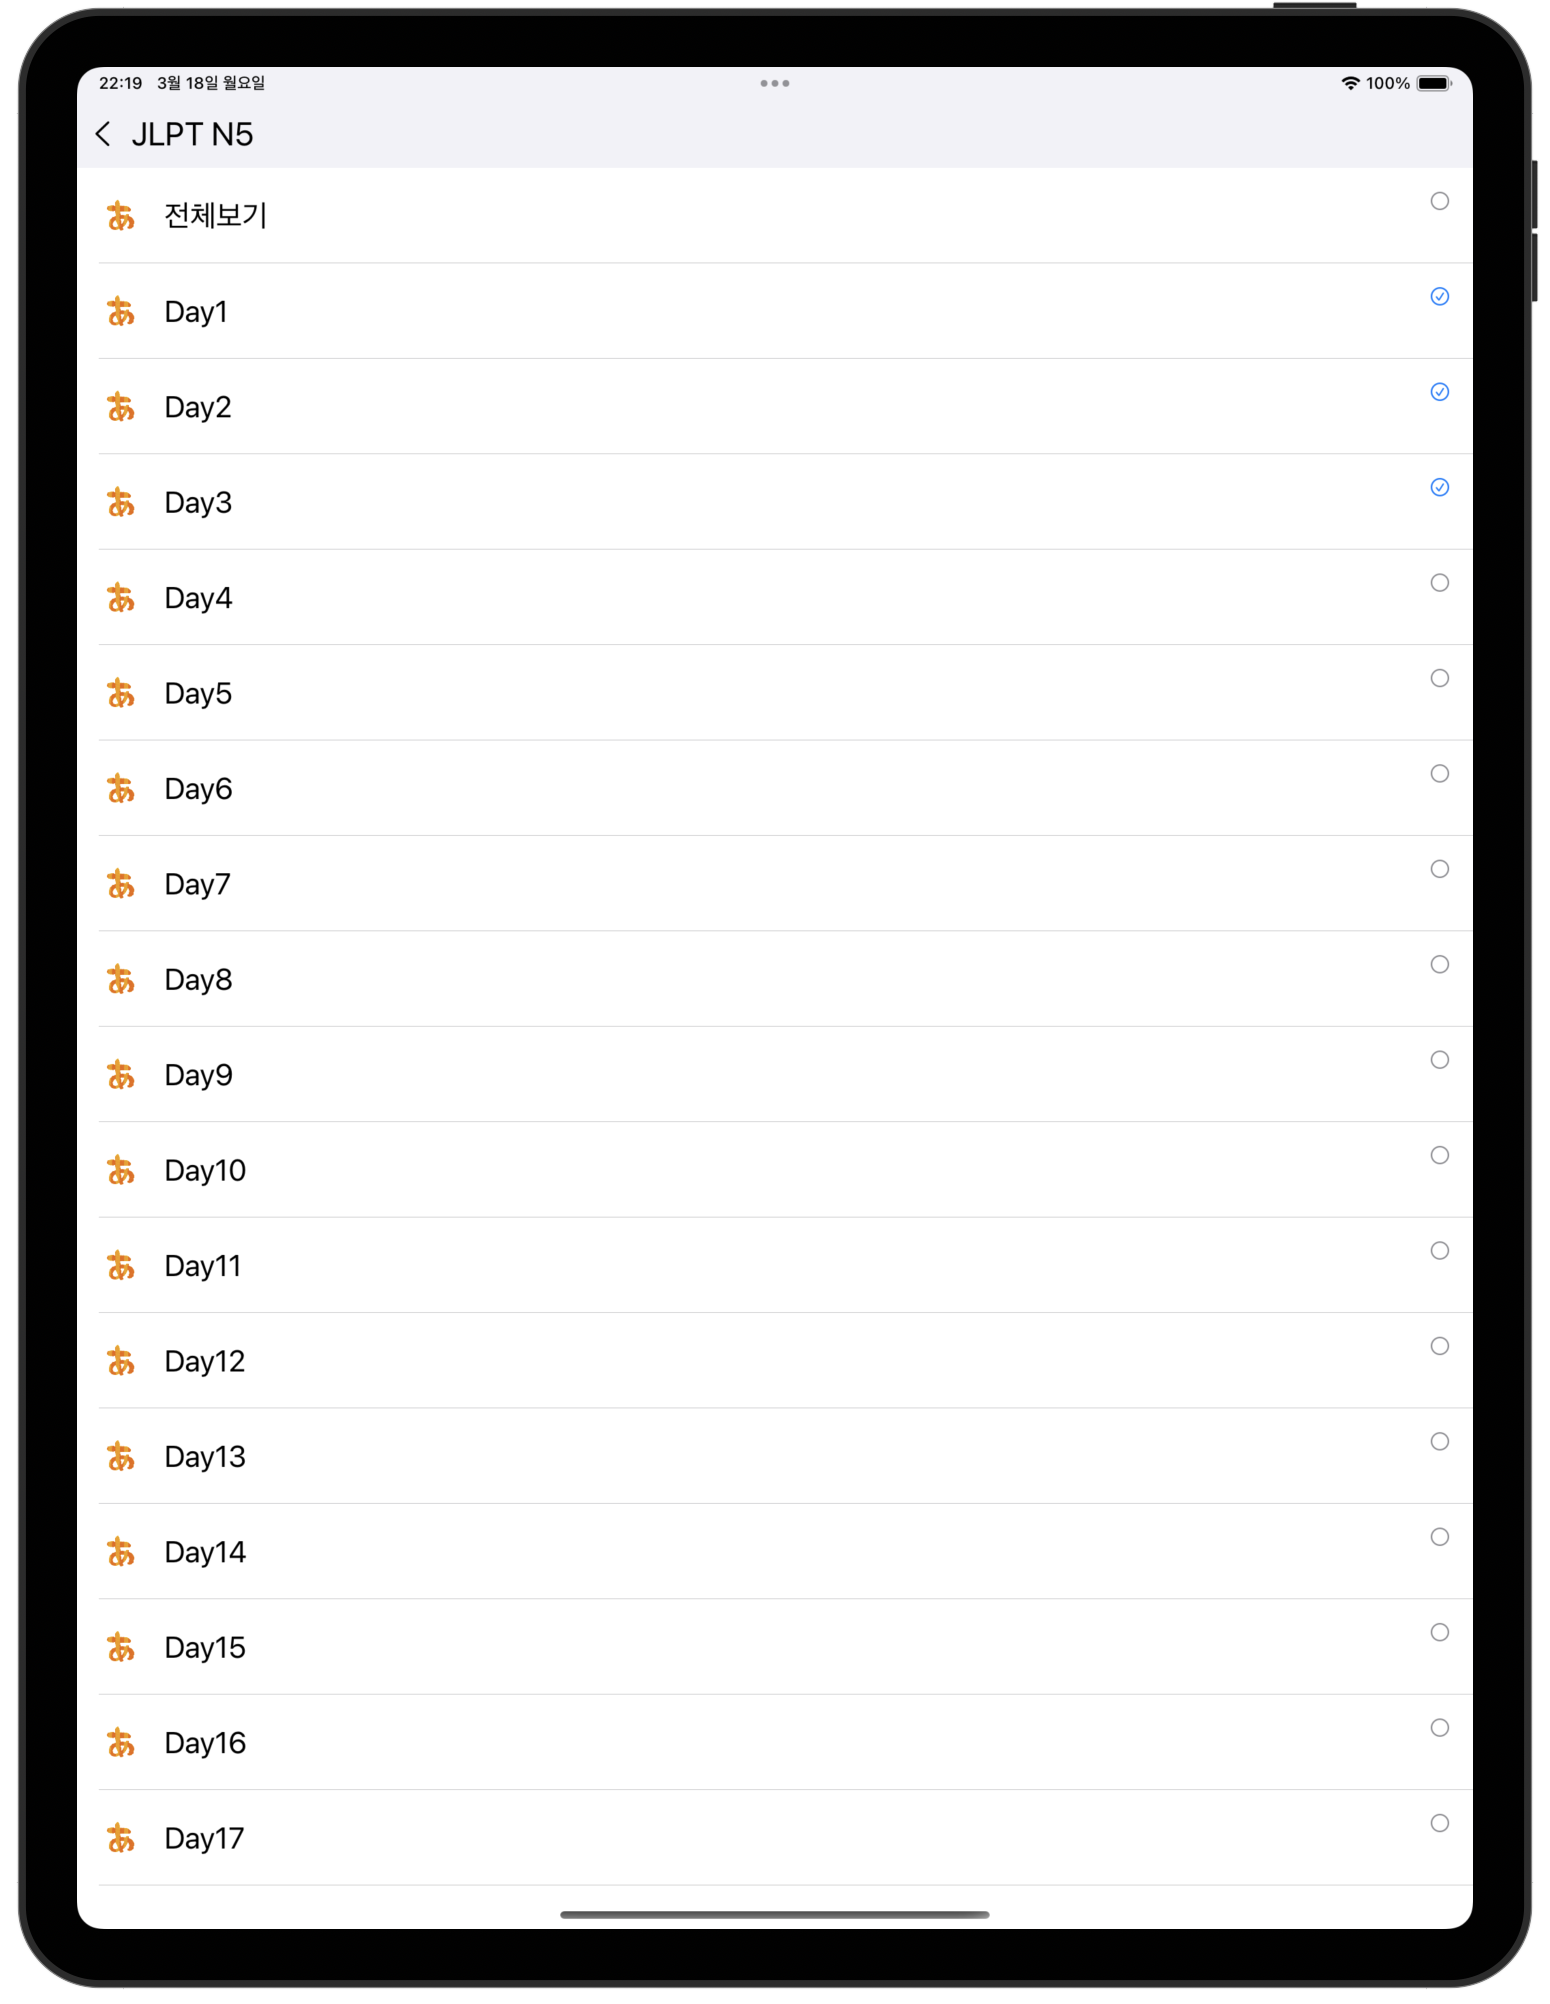 22:19 3월 18일 월요일
100%
JLPT N5
あ 전체보기
あ Day1
あ Day2
あ Day3
あ Day4
あ Day5
あ Day6
あ Day7
あ Day8
あ Day9
あ Day10
あ Day11
あ Day12
あ Day13
あ Day14
あ Day15
あ Day16
あ Day17